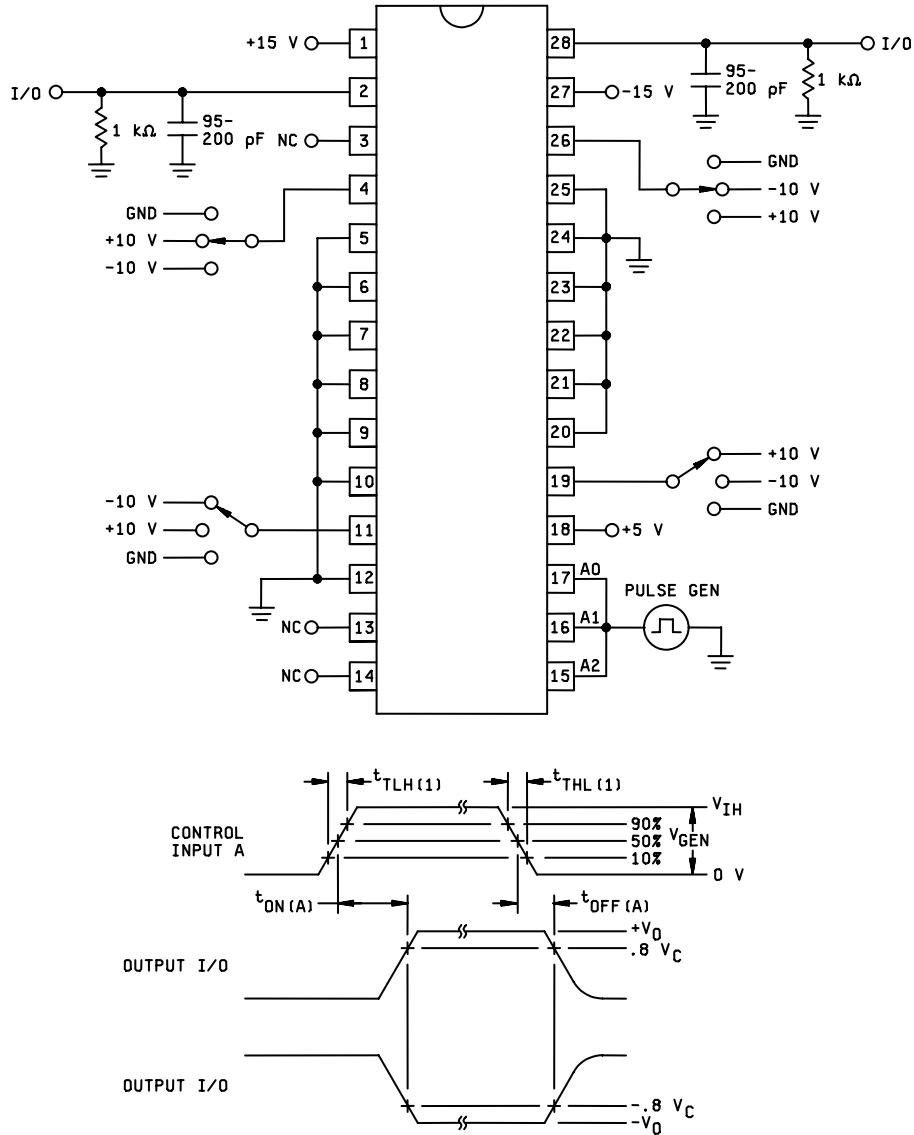 +15 V 1 28 I/O
I/O 2 27 -15 V
1 kΩ 95-
200 pF
95-
200 pF 1 kΩ
NC 3 26
GND
-10 V
+10 V
4 25
GND
+10 V
-10 V
5 24
6 23
7 22
8 21
9 20
10 19
+10 V
-10 V
GND
-10 V
+10 V
GND
11 18 +5 V
12 17 A0
PULSE GEN
NC 13 16 A1
NC 14 15 A2
tTLH(1) tTHL(1)
CONTROL
INPUT A
VIH
90%
50% VGEN
10%
0 V
tON(A) tOFF(A)
OUTPUT I/O
+VO
.8 VC
OUTPUT I/O
-.8 VC
-VO